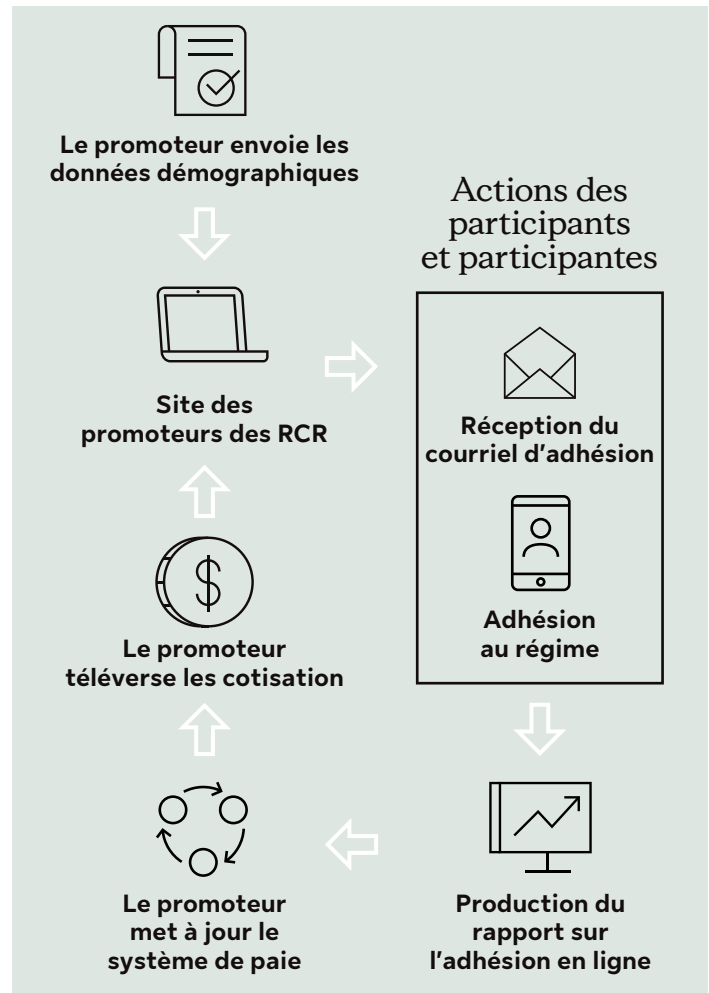 Le promoteur envoie les
données démographiques
Site des
promoteurs des RCR
Actions des
participants
et participantes
Réception du
courriel d'adhésion
Adhésion
au régime
Production du
rapport sur
l'adhésion en ligne
Le promoteur
met à jour le
système de paie
Le promoteur
téléverse les cotisation
$